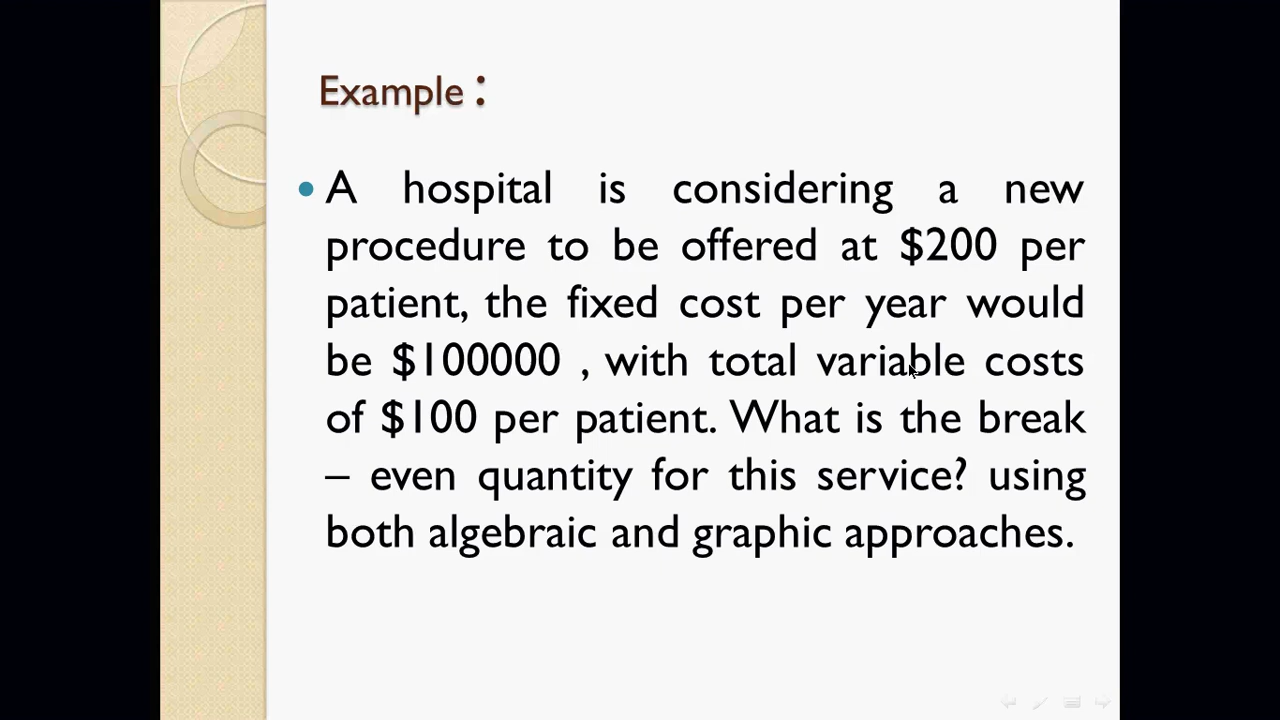 Example :
• A hospital is considering a new
procedure to be offered at $200 per
patient, the fixed cost per year would
be $100000 , with total variable costs
of $100 per patient. What is the break
– even quantity for this service? using
both algebraic and graphic approaches.